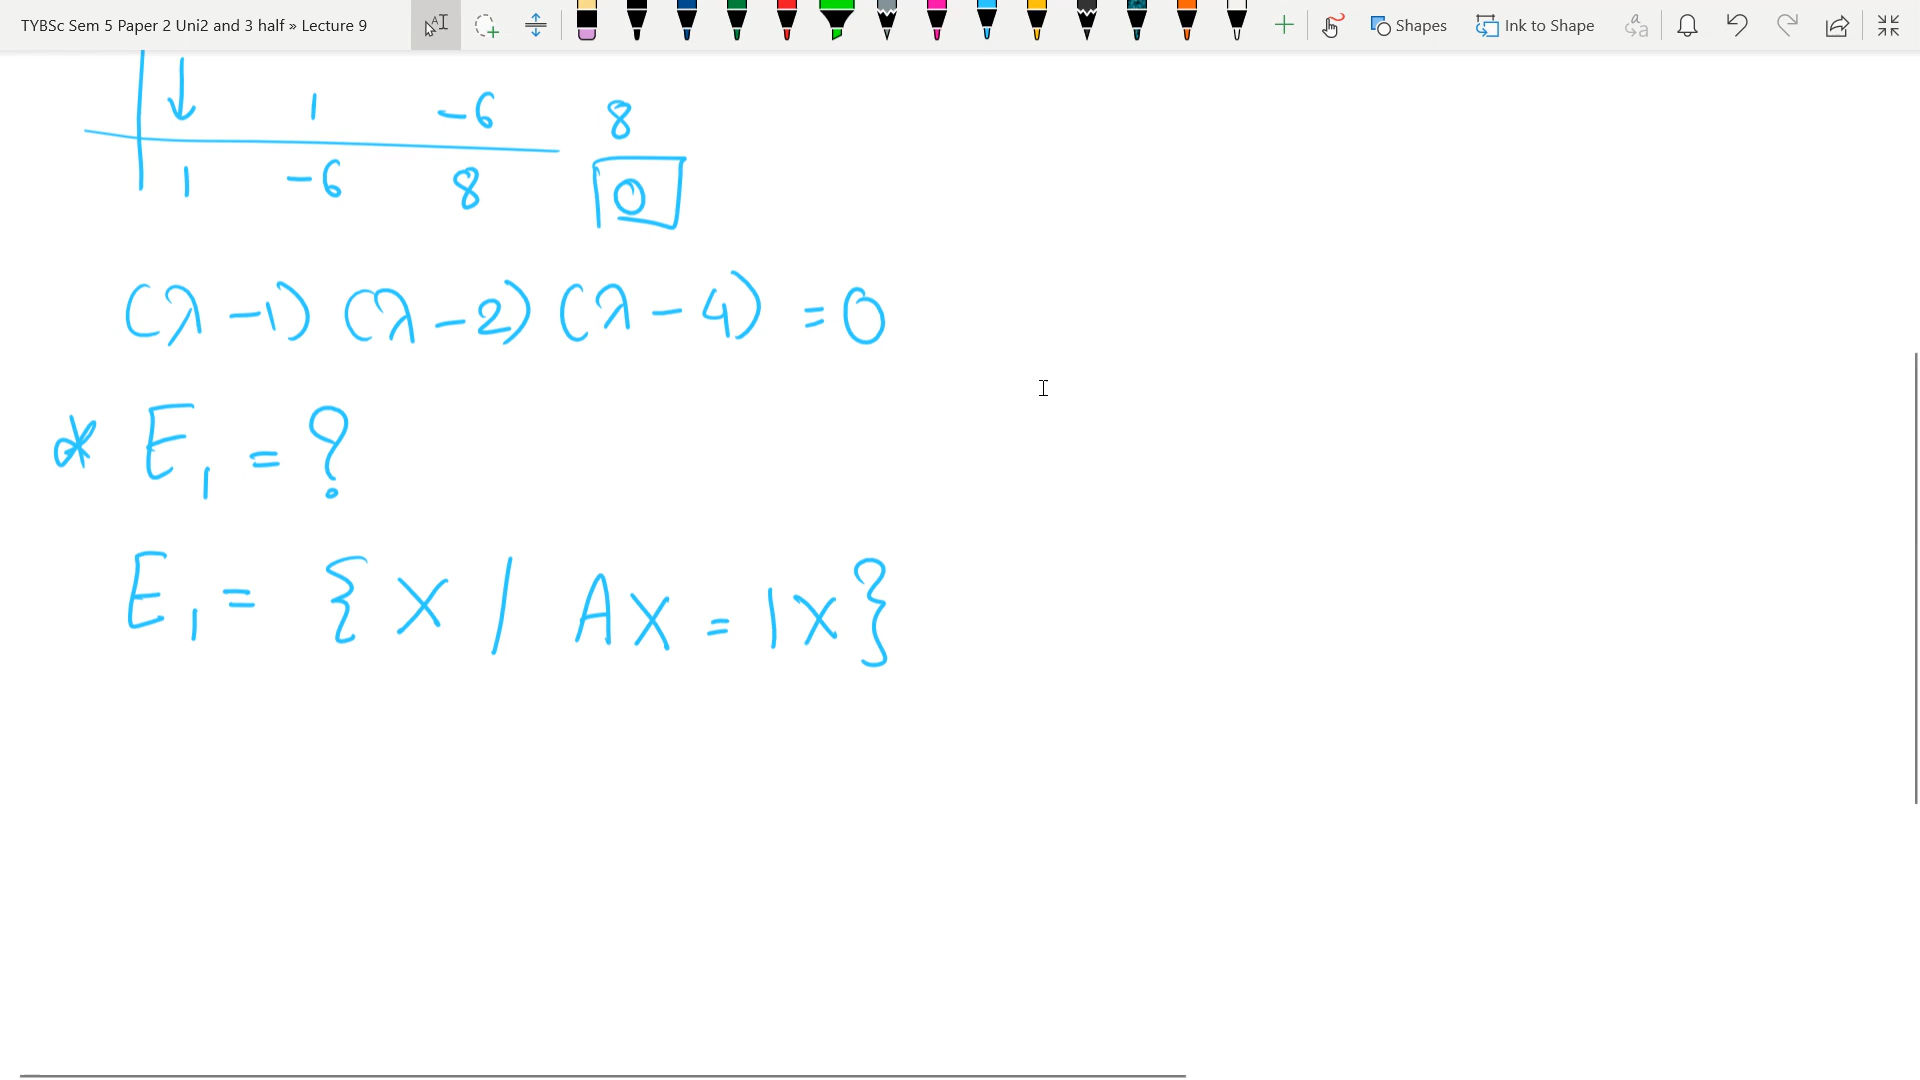 TYBSc Sem 5 Paper 2 Uni2 and 3 half » Lecture 9
Shapes
Ink to Shape
1 -6 8
1 -6 8 0
(λ-1) (λ-2) (λ-4) = 0
* E₁ = ?
E₁ = { X / AX = 1X }